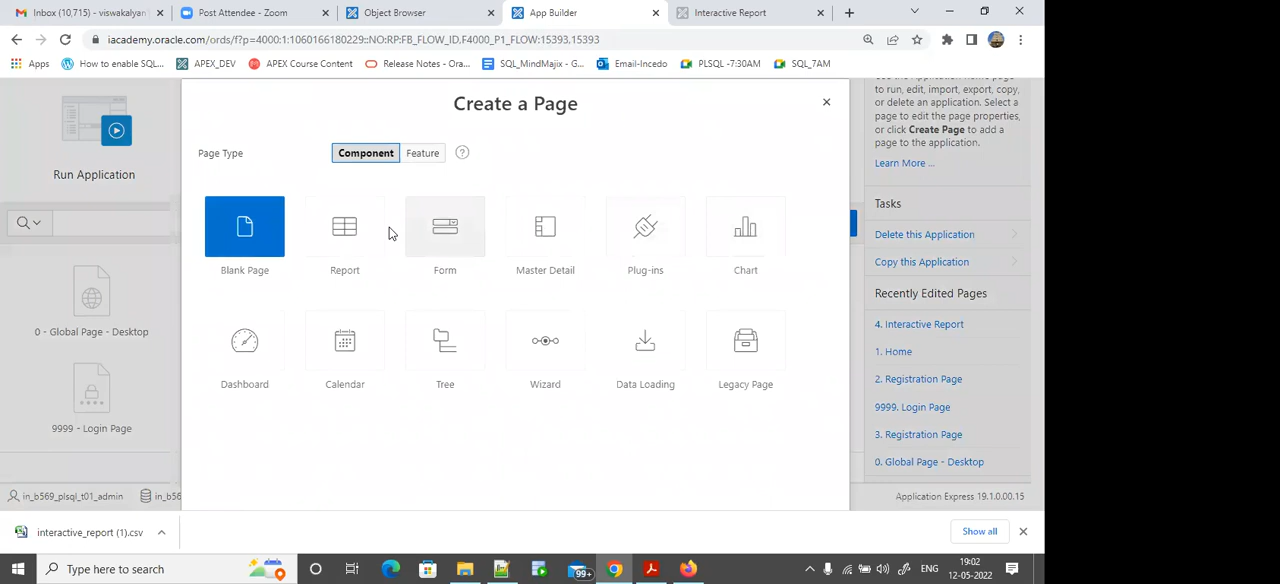 Inbox (10,715) - viswakalyan
Post Attendee - Zoom
Object Browser
App Builder
Interactive Report
iacademy.oracle.com/ords/f?p=4000:1:1060166180229::NO:RP:FB_FLOW_ID,F4000_P1_FLOW:15393,15393
Apps
How to enable SQL...
APEX_DEV
APEX Course Content
Release Notes - Ora...
SQL_MindMajix - G...
Email-Incedo
PLSQL -7:30AM
SQL_7AM
Run Application
0 - Global Page - Desktop
9999 - Login Page
in_b569_plsql_t01_admin
in_b56
Create a Page
Page Type
Component
Feature
?
Blank Page
Report
Form
Master Detail
Plug-ins
Chart
Dashboard
Calendar
Tree
Wizard
Data Loading
Legacy Page
to run, edit, import, export, copy,
or delete an application. Select a
page to edit the page properties,
or click Create Page to add a
page to the application.
Learn More ...
Tasks
Delete this Application
Copy this Application
Recently Edited Pages
4. Interactive Report
1. Home
2. Registration Page
9999. Login Page
3. Registration Page
0. Global Page - Desktop
Application Express 19.1.0.00.15
interactive_report (1).csv
Show all
Type here to search
99+
ENG
19:02
12-05-2022